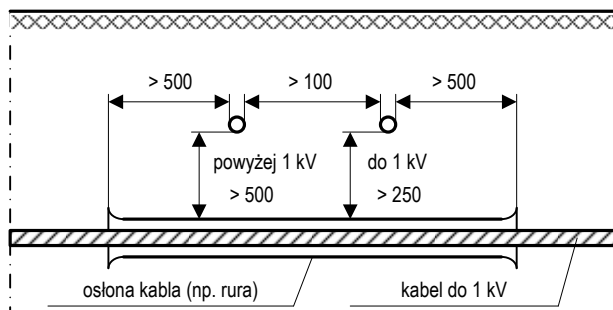 > 500 > 100 > 500
powyżej 1 kV do 1 kV
> 500 > 250
osłona kabla (np. rura) kabel do 1 kV